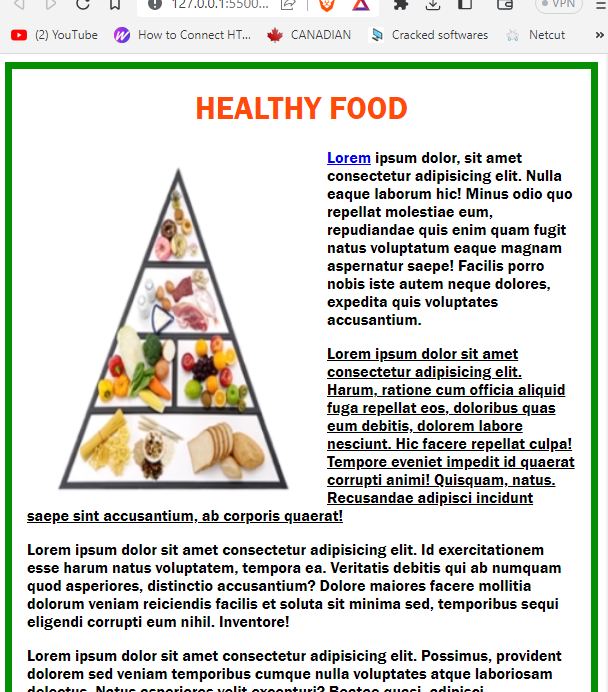 127.0.0.1:5500...
VPN
(2) YouTube
How to Connect HT...
CANADIAN
Cracked softwares
Netcut
»
HEALTHY FOOD
Lorem ipsum dolor, sit amet
consectetur adipisicing elit. Nulla
eaque laborum hic! Minus odio quo
repellat molestiae eum,
repudiandae quis enim quam fugit
natus voluptatum eaque magnam
aspernatur saepe! Facilis porro
nobis iste autem neque dolores,
expedita quis voluptates
accusantium.
Lorem ipsum dolor sit amet
consectetur adipisicing elit.
Harum, ratione cum officia aliquid
fuga repellat eos, doloribus quas
eum debitis, dolorem labore
nesciunt. Hic facere repellat culpa!
Tempore eveniet impedit id quaerat
corrupti animi! Quisquam, natus.
Recusandae adipisci incidunt
saepe sint accusantium, ab corporis quaerat!
Lorem ipsum dolor sit amet consectetur adipisicing elit. Id exercitationem
esse harum natus voluptatem, tempora ea. Veritatis debitis qui ab numquam
quod asperiores, distinctio accusantium? Dolore maiores facere mollitia
dolorum veniam reiciendis facilis et soluta sit minima sed, temporibus sequi
eligendi corrupti eum nihil. Inventore!
Lorem ipsum dolor sit amet consectetur adipisicing elit. Possimus, provident
dolorem sed veniam temporibus cumque nulla voluptates atque laboriosam